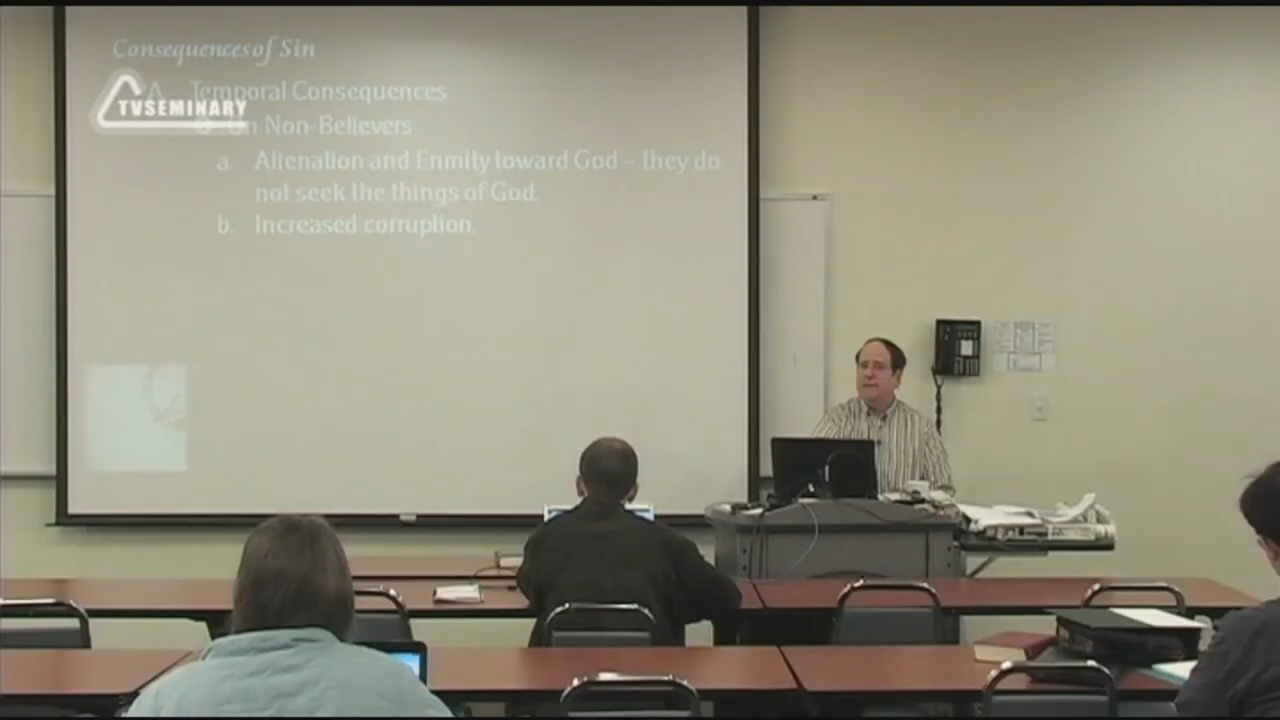 Consequences of Sin
A. Temporal Consequences
TVSEMINARY
On Non-Believers
a. Alienation and Enmity toward God – they do
not seek the things of God.
b. Increased corruption.